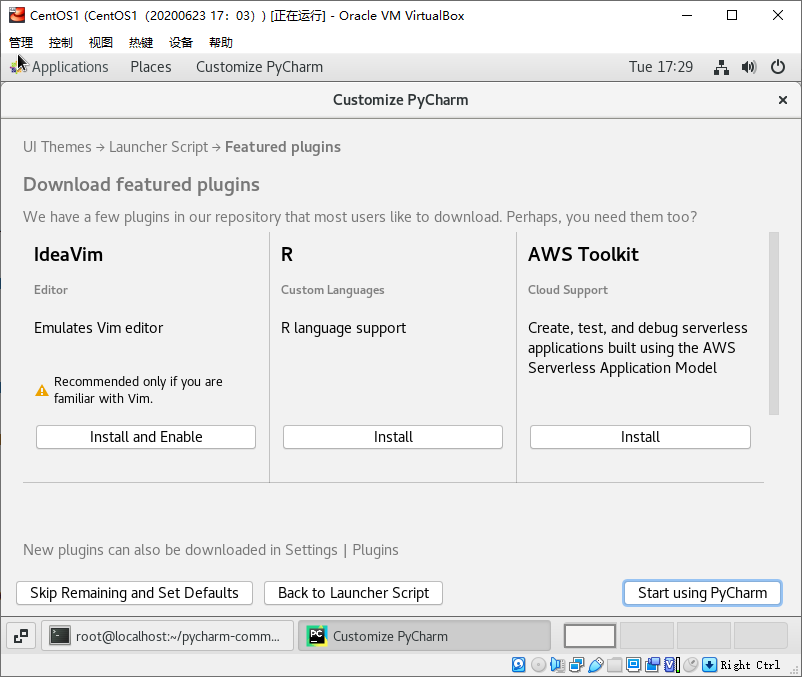 CentOS1 (CentOS1（20200623 17：03）) [正在运行] - Oracle VM VirtualBox
管理 控制 视图 热键 设备 帮助
Applications Places Customize PyCharm Tue 17:29
Customize PyCharm
UI Themes → Launcher Script → Featured plugins
Download featured plugins
We have a few plugins in our repository that most users like to download. Perhaps, you need them too?
IdeaVim R AWS Toolkit
Editor Custom Languages Cloud Support
Emulates Vim editor R language support Create, test, and debug serverless
applications built using the AWS
Serverless Application Model
Recommended only if you are
familiar with Vim.
Install and Enable Install Install
New plugins can also be downloaded in Settings | Plugins
Skip Remaining and Set Defaults Back to Launcher Script Start using PyCharm
root@localhost:~/pycharm-comm... PC Customize PyCharm
Right Ctrl